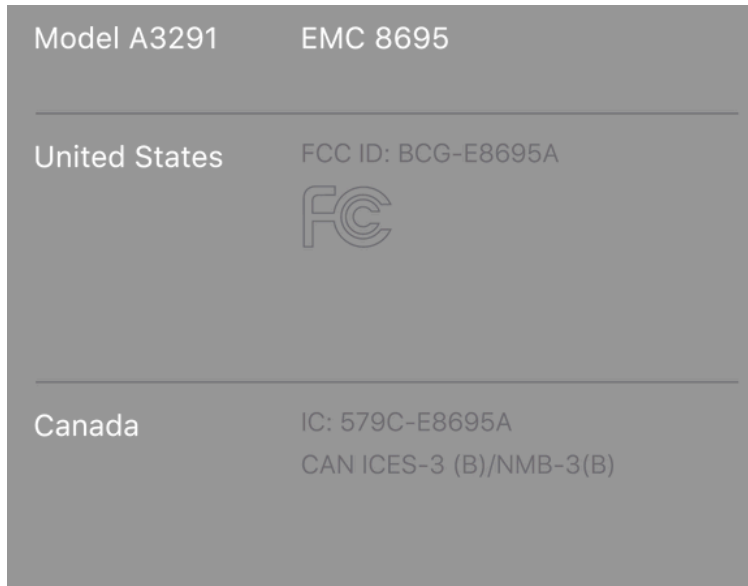 Model A3291 EMC 8695
United States FCC ID: BCG-E8695A
FC
Canada IC: 579C-E8695A
CAN ICES-3 (B)/NMB-3(B)